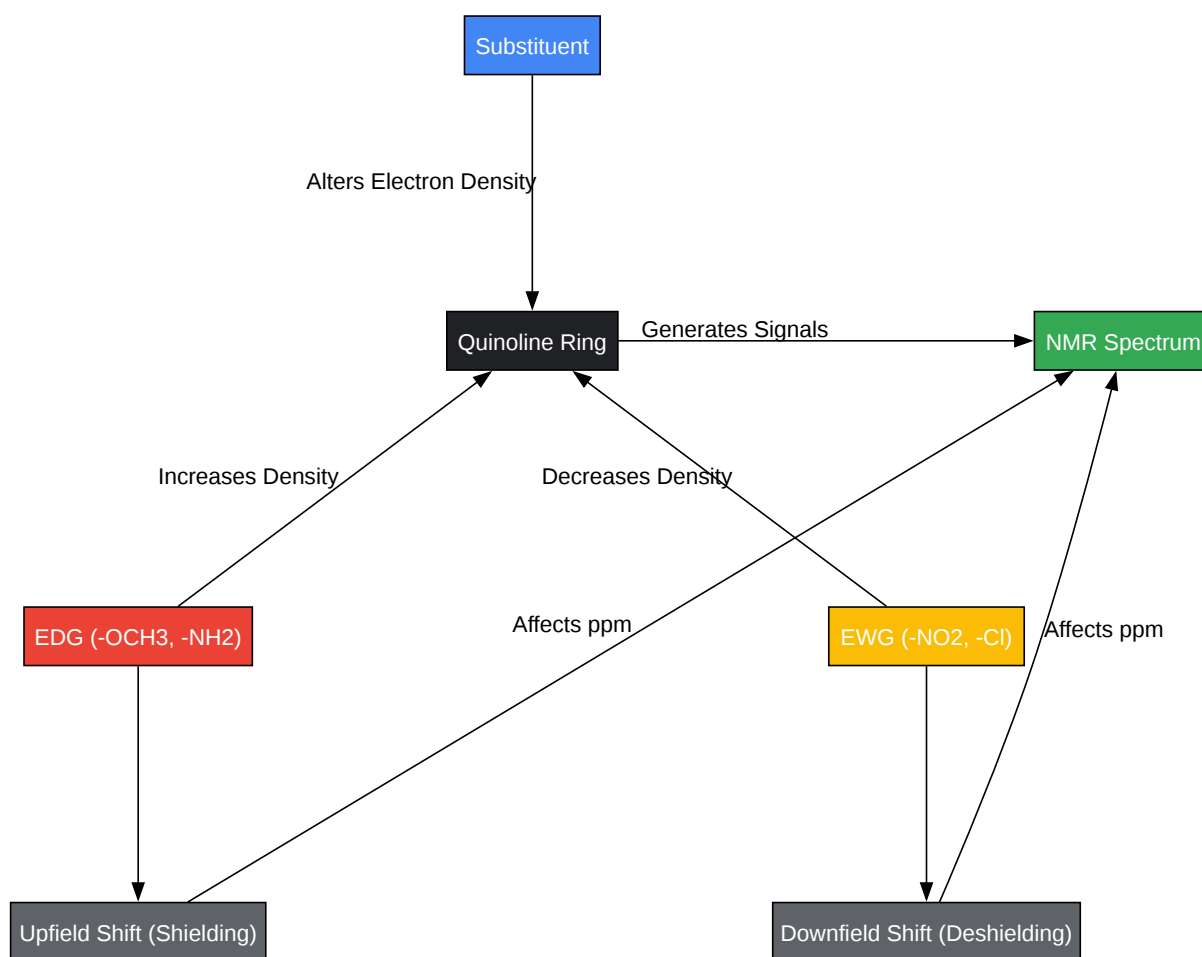 Substituent
Alters Electron Density
Quinoline Ring
Generates Signals
NMR Spectrum
Increases Density
Decreases Density
EDG (-OCH3, -NH2)
Affects ppm
EWG (-NO2, -Cl)
Affects ppm
Upfield Shift (Shielding)
Downfield Shift (Deshielding)